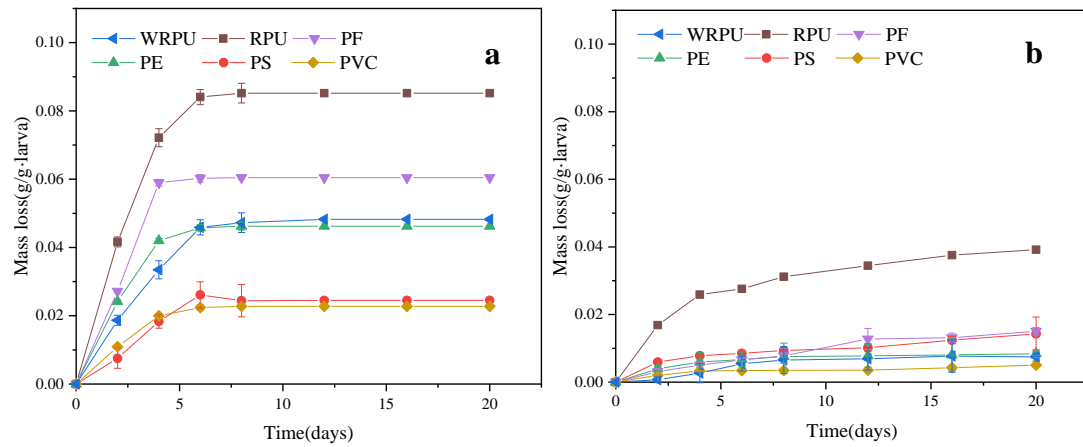 0.10
0.08
0.06
0.04
0.02
0.00
Mass loss(g/g·larva)
WRPU RPU PF
PE PS PVC
a
0 5 10 15 20
Time(days)
0.10
0.08
0.06
0.04
0.02
0.00
Mass loss(g/g·larva)
WRPU RPU PF
PE PS PVC
b
0 5 10 15 20
Time(days)